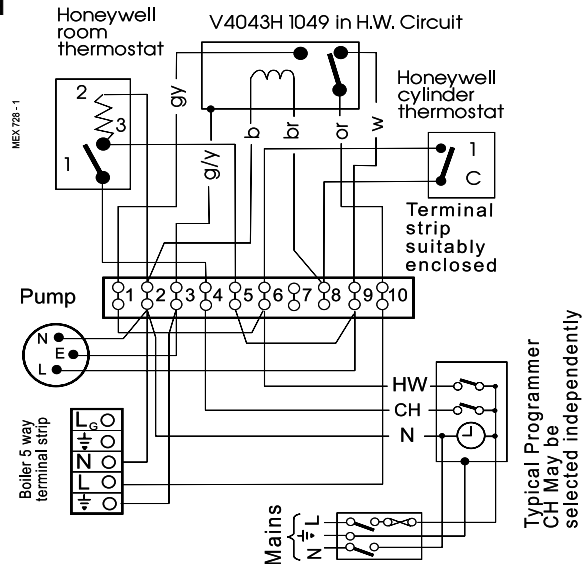 Honeywell
room
thermostat
V4043H 1049 in H.W. Circuit
Honeywell
cylinder
thermostat
MEX 728 - 1
2
3
1
gy
g/y
b
br
or
w
1
C
Terminal
strip
suitably
enclosed
1 2 3 4 5 6 7 8 9 10
Pump
N
E
L
HW
CH
N
Boiler 5 way
terminal strip
LG
N
L
Typical Programmer
CH May be
selected independently
Mains
L
N